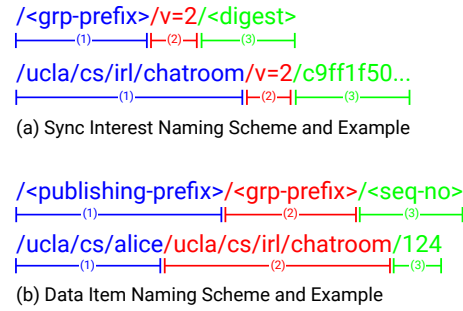 /<grp-prefix>/v=2/<digest>
(1) (2) (3)
/ucla/cs/irl/chatroom/v=2/c9ff1f50...
(1) (2) (3)
(a) Sync Interest Naming Scheme and Example
/<publishing-prefix>/<grp-prefix>/<seq-no>
(1) (2) (3)
/ucla/cs/alice/ucla/cs/irl/chatroom/124
(1) (2) (3)
(b) Data Item Naming Scheme and Example